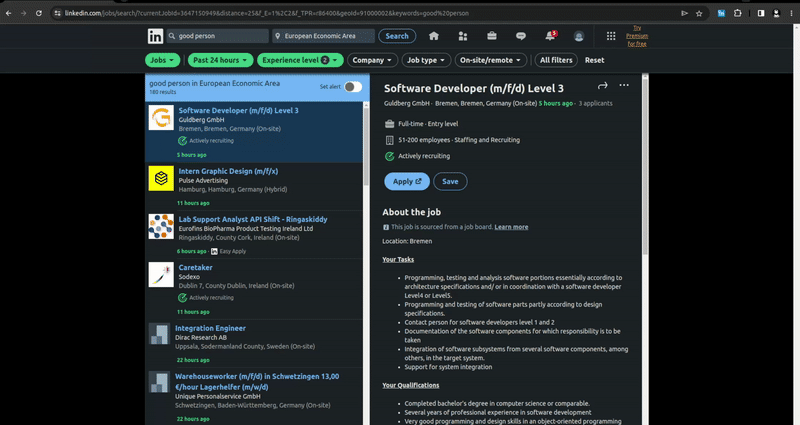 linkedin.com/jobs/search/?currentJobId=3647150949&distance=25&f_E=1%2C2&f_TPR=r86400&geoId=91000002&keywords=good%20person
in
good person
European Economic Area
Search
5
Try
Premium
for free
Jobs
Past 24 hours
Experience level 2
Company
Job type
On-site/remote
All filters
Reset
good person in European Economic Area
Set alert
Software Developer (m/f/d) Level 3
Guldberg GmbH
Bremen, Bremen, Germany (On-site)
Actively recruiting
5 hours ago
Intern Graphic Design (m/f/x)
Pulse Advertising
Hamburg, Hamburg, Germany (Hybrid)
11 hours ago
Lab Support Analyst API Shift - Ringaskiddy
Eurofins BioPharma Product Testing Ireland Ltd
Ringaskiddy, County Cork, Ireland (On-site)
6 hours ago · in Easy Apply
Caretaker
Sodexo
Dublin 7, County Dublin, Ireland (On-site)
Actively recruiting
11 hours ago
Integration Engineer
Dirac Research AB
Uppsala, Sodermanland County, Sweden (On-site)
22 hours ago
Warehouseworker (m/f/d) in Schwetzingen 13,00
€/hour Lagerhelfer (m/w/d)
Unique Personalservice GmbH
Schwetzingen, Baden-Württemberg, Germany (On-site)
22 hours ago
Software Developer (m/f/d) Level 3
Guldberg GmbH · Bremen, Bremen, Germany (On-site) 5 hours ago · 3 applicants
Full-time · Entry level
51-200 employees · Staffing and Recruiting
Actively recruiting
Apply
Save
About the job
This job is sourced from a job board. Learn more
Location: Bremen
Your Tasks
• Programming, testing and analysis software portions essentially according to
architecture specifications and/ or in coordination with a software developer
Level4 or Level5.
• Programming and testing of software parts partly according to design
specifications.
• Contact person for software developers level 1 and 2
• Documentation of the software components for which responsibility is to be
taken
• Integration of software subsystems from several software components, among
others, in the target system.
• Support for system integration
Your Qualifications
• Completed bachelor's degree in computer science or comparable.
• Several years of professional experience in software development
• Very good programming and design skills in an object-oriented programming